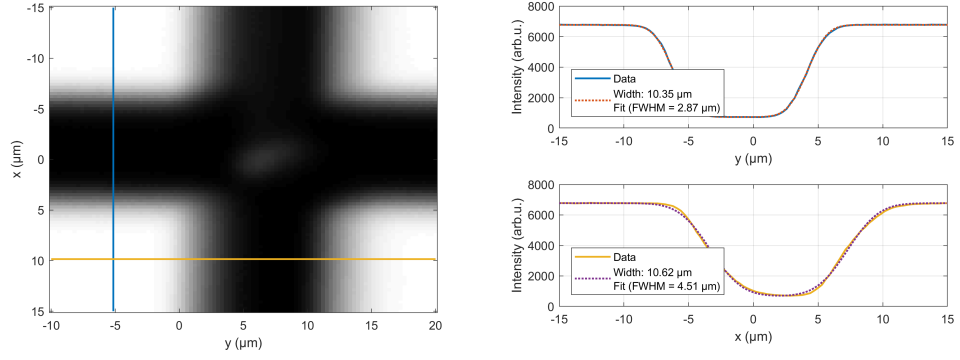 -15
-10
-5
0
5
10
15
x (µm)
-10 -5 0 5 10 15 20
y (µm)
8000
6000
4000
2000
0
Intensity (arb.u.)
Data
Width: 10.35 µm
Fit (FWHM = 2.87 µm)
-15 -10 -5 0 5 10 15
y (µm)
8000
6000
4000
2000
0
Intensity (arb.u.)
Data
Width: 10.62 µm
Fit (FWHM = 4.51 µm)
-15 -10 -5 0 5 10 15
x (µm)